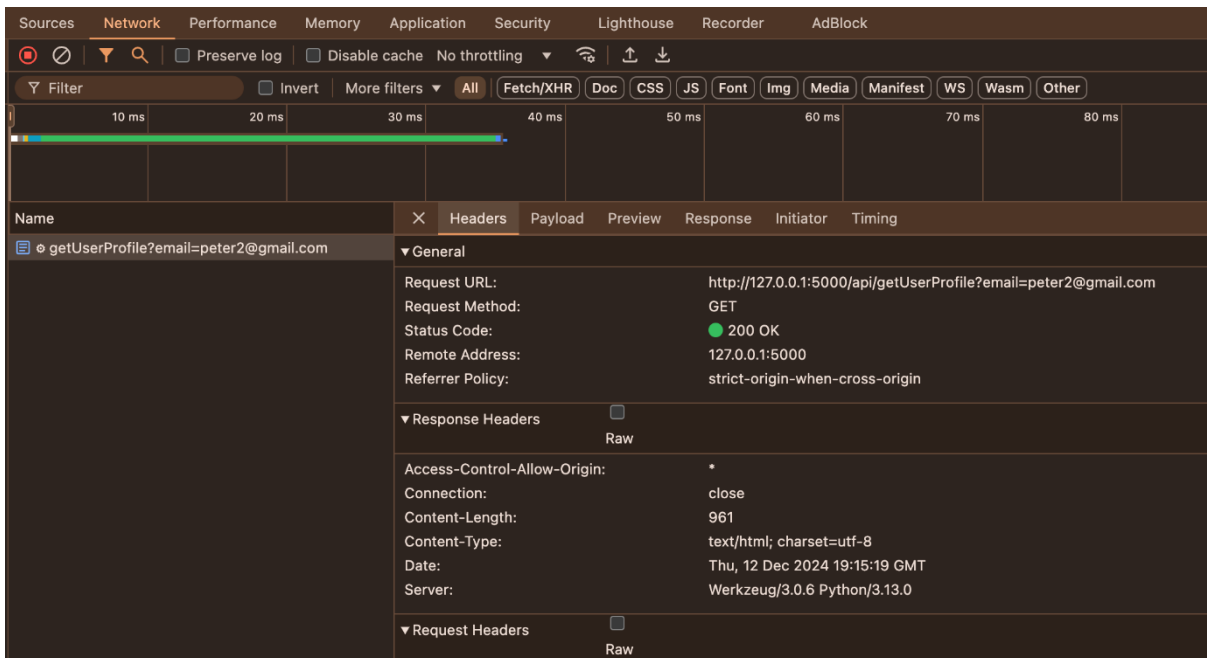 Sources Network Performance Memory Application Security Lighthouse Recorder AdBlock
Preserve log Disable cache No throttling
Filter Invert More filters All Fetch/XHR Doc CSS JS Font Img Media Manifest WS Wasm Other
10 ms 20 ms 30 ms 40 ms 50 ms 60 ms 70 ms 80 ms
Name Headers Payload Preview Response Initiator Timing
getUserProfile?email=peter2@gmail.com
General
Request URL: http://127.0.0.1:5000/api/getUserProfile?email=peter2@gmail.com
Request Method: GET
Status Code: 200 OK
Remote Address: 127.0.0.1:5000
Referrer Policy: strict-origin-when-cross-origin
Response Headers
Raw
Access-Control-Allow-Origin: *
Connection: close
Content-Length: 961
Content-Type: text/html; charset=utf-8
Date: Thu, 12 Dec 2024 19:15:19 GMT
Server: Werkzeug/3.0.6 Python/3.13.0
Request Headers
Raw